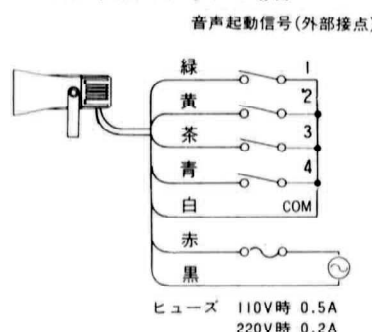 音声起動信号(外部接点)
緑 1
黄 2
茶 3
青 4
白 COM
赤
黒
ヒューズ 110V時 0.5A
220V時 0.2A